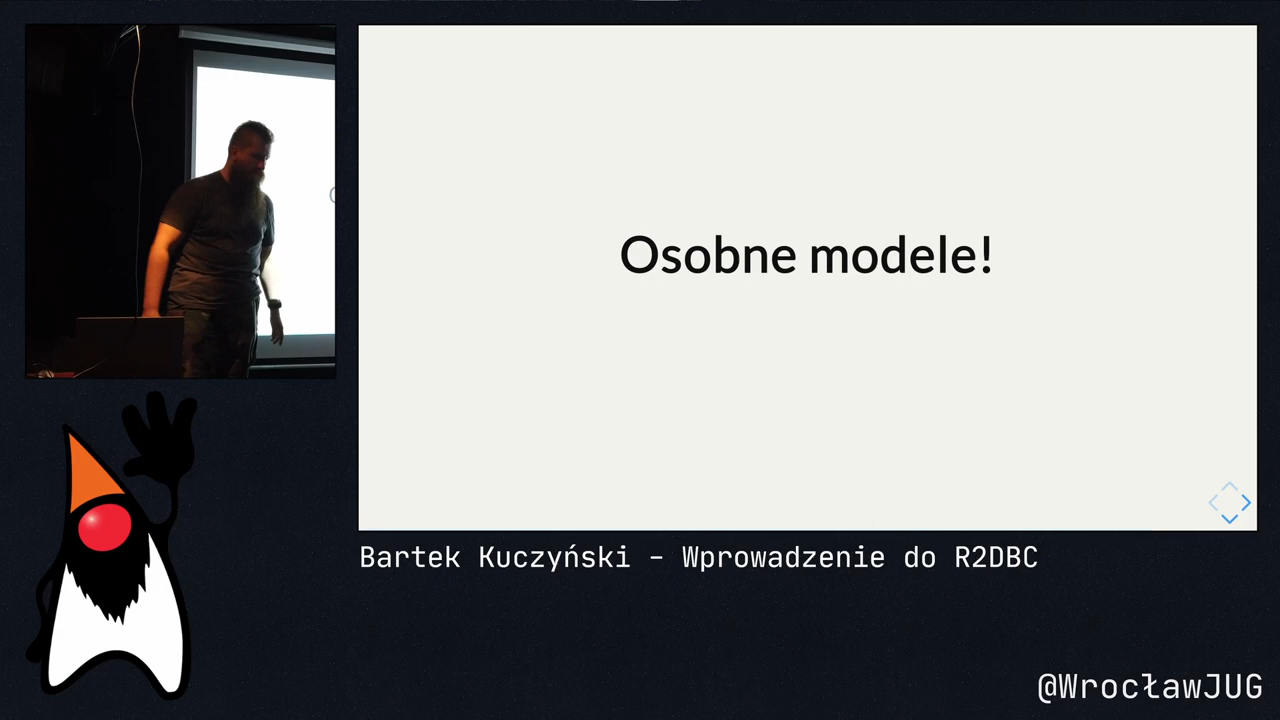 Osobne modele!
Bartek Kuczyński – Wprowadzenie do R2DBC
@WrocławJUG